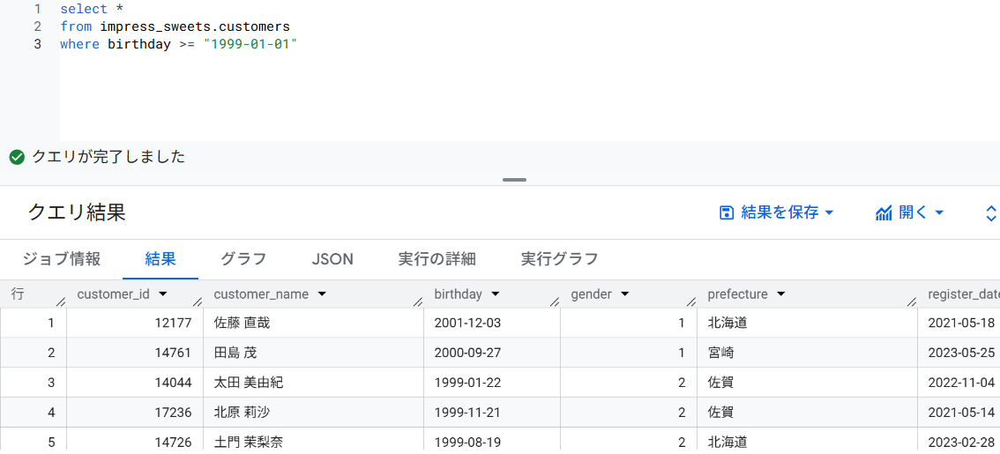 1 select *
2 from impress_sweets.customers
3 where birthday >= "1999-01-01"
クエリが完了しました
クエリ結果 結果を保存 開く
ジョブ情報 結果 グラフ JSON 実行の詳細 実行グラフ
行 customer_id customer_name birthday gender prefecture register_date
1 12177 佐藤 直哉 2001-12-03 1 北海道 2021-05-18
2 14761 田島 茂 2000-09-27 1 宮崎 2023-05-25
3 14044 太田 美由紀 1999-01-22 2 佐賀 2022-11-04
4 17236 北原 莉沙 1999-11-21 2 佐賀 2021-05-14
5 14726 土門 茉梨奈 1999-08-19 2 北海道 2023-02-28